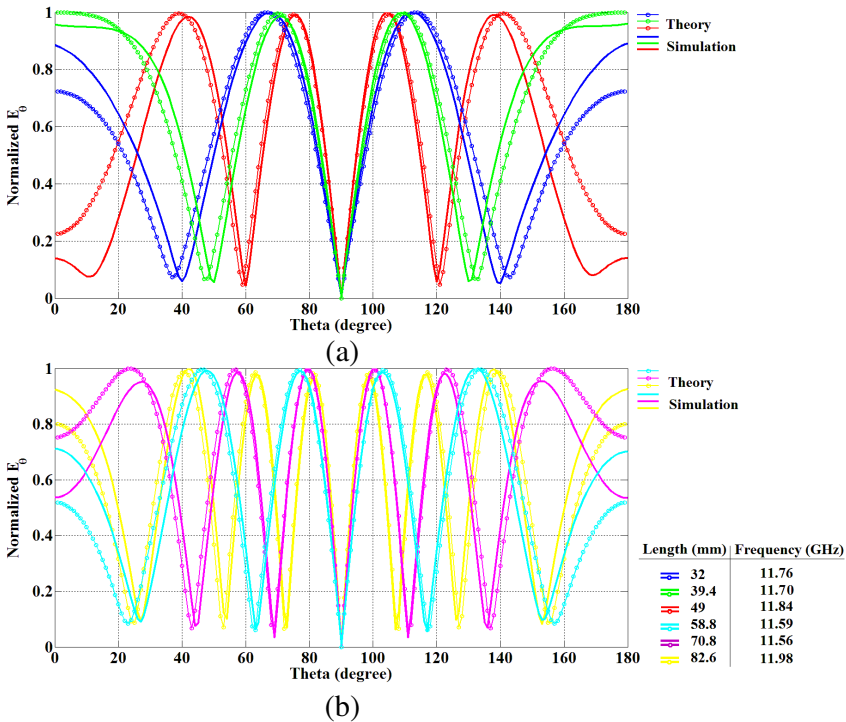 1
0.8
0.6
0.4
0.2
0
Normalized E_θ
0 20 40 60 80 100 120 140 160 180
Theta (degree)
Theory
Simulation
(a)
1
0.8
0.6
0.4
0.2
0
Normalized E_θ
0 20 40 60 80 100 120 140 160 180
Theta (degree)
Theory
Simulation
Length (mm) Frequency (GHz)
32 11.76
39.4 11.70
49 11.84
58.8 11.59
70.8 11.56
82.6 11.98
(b)